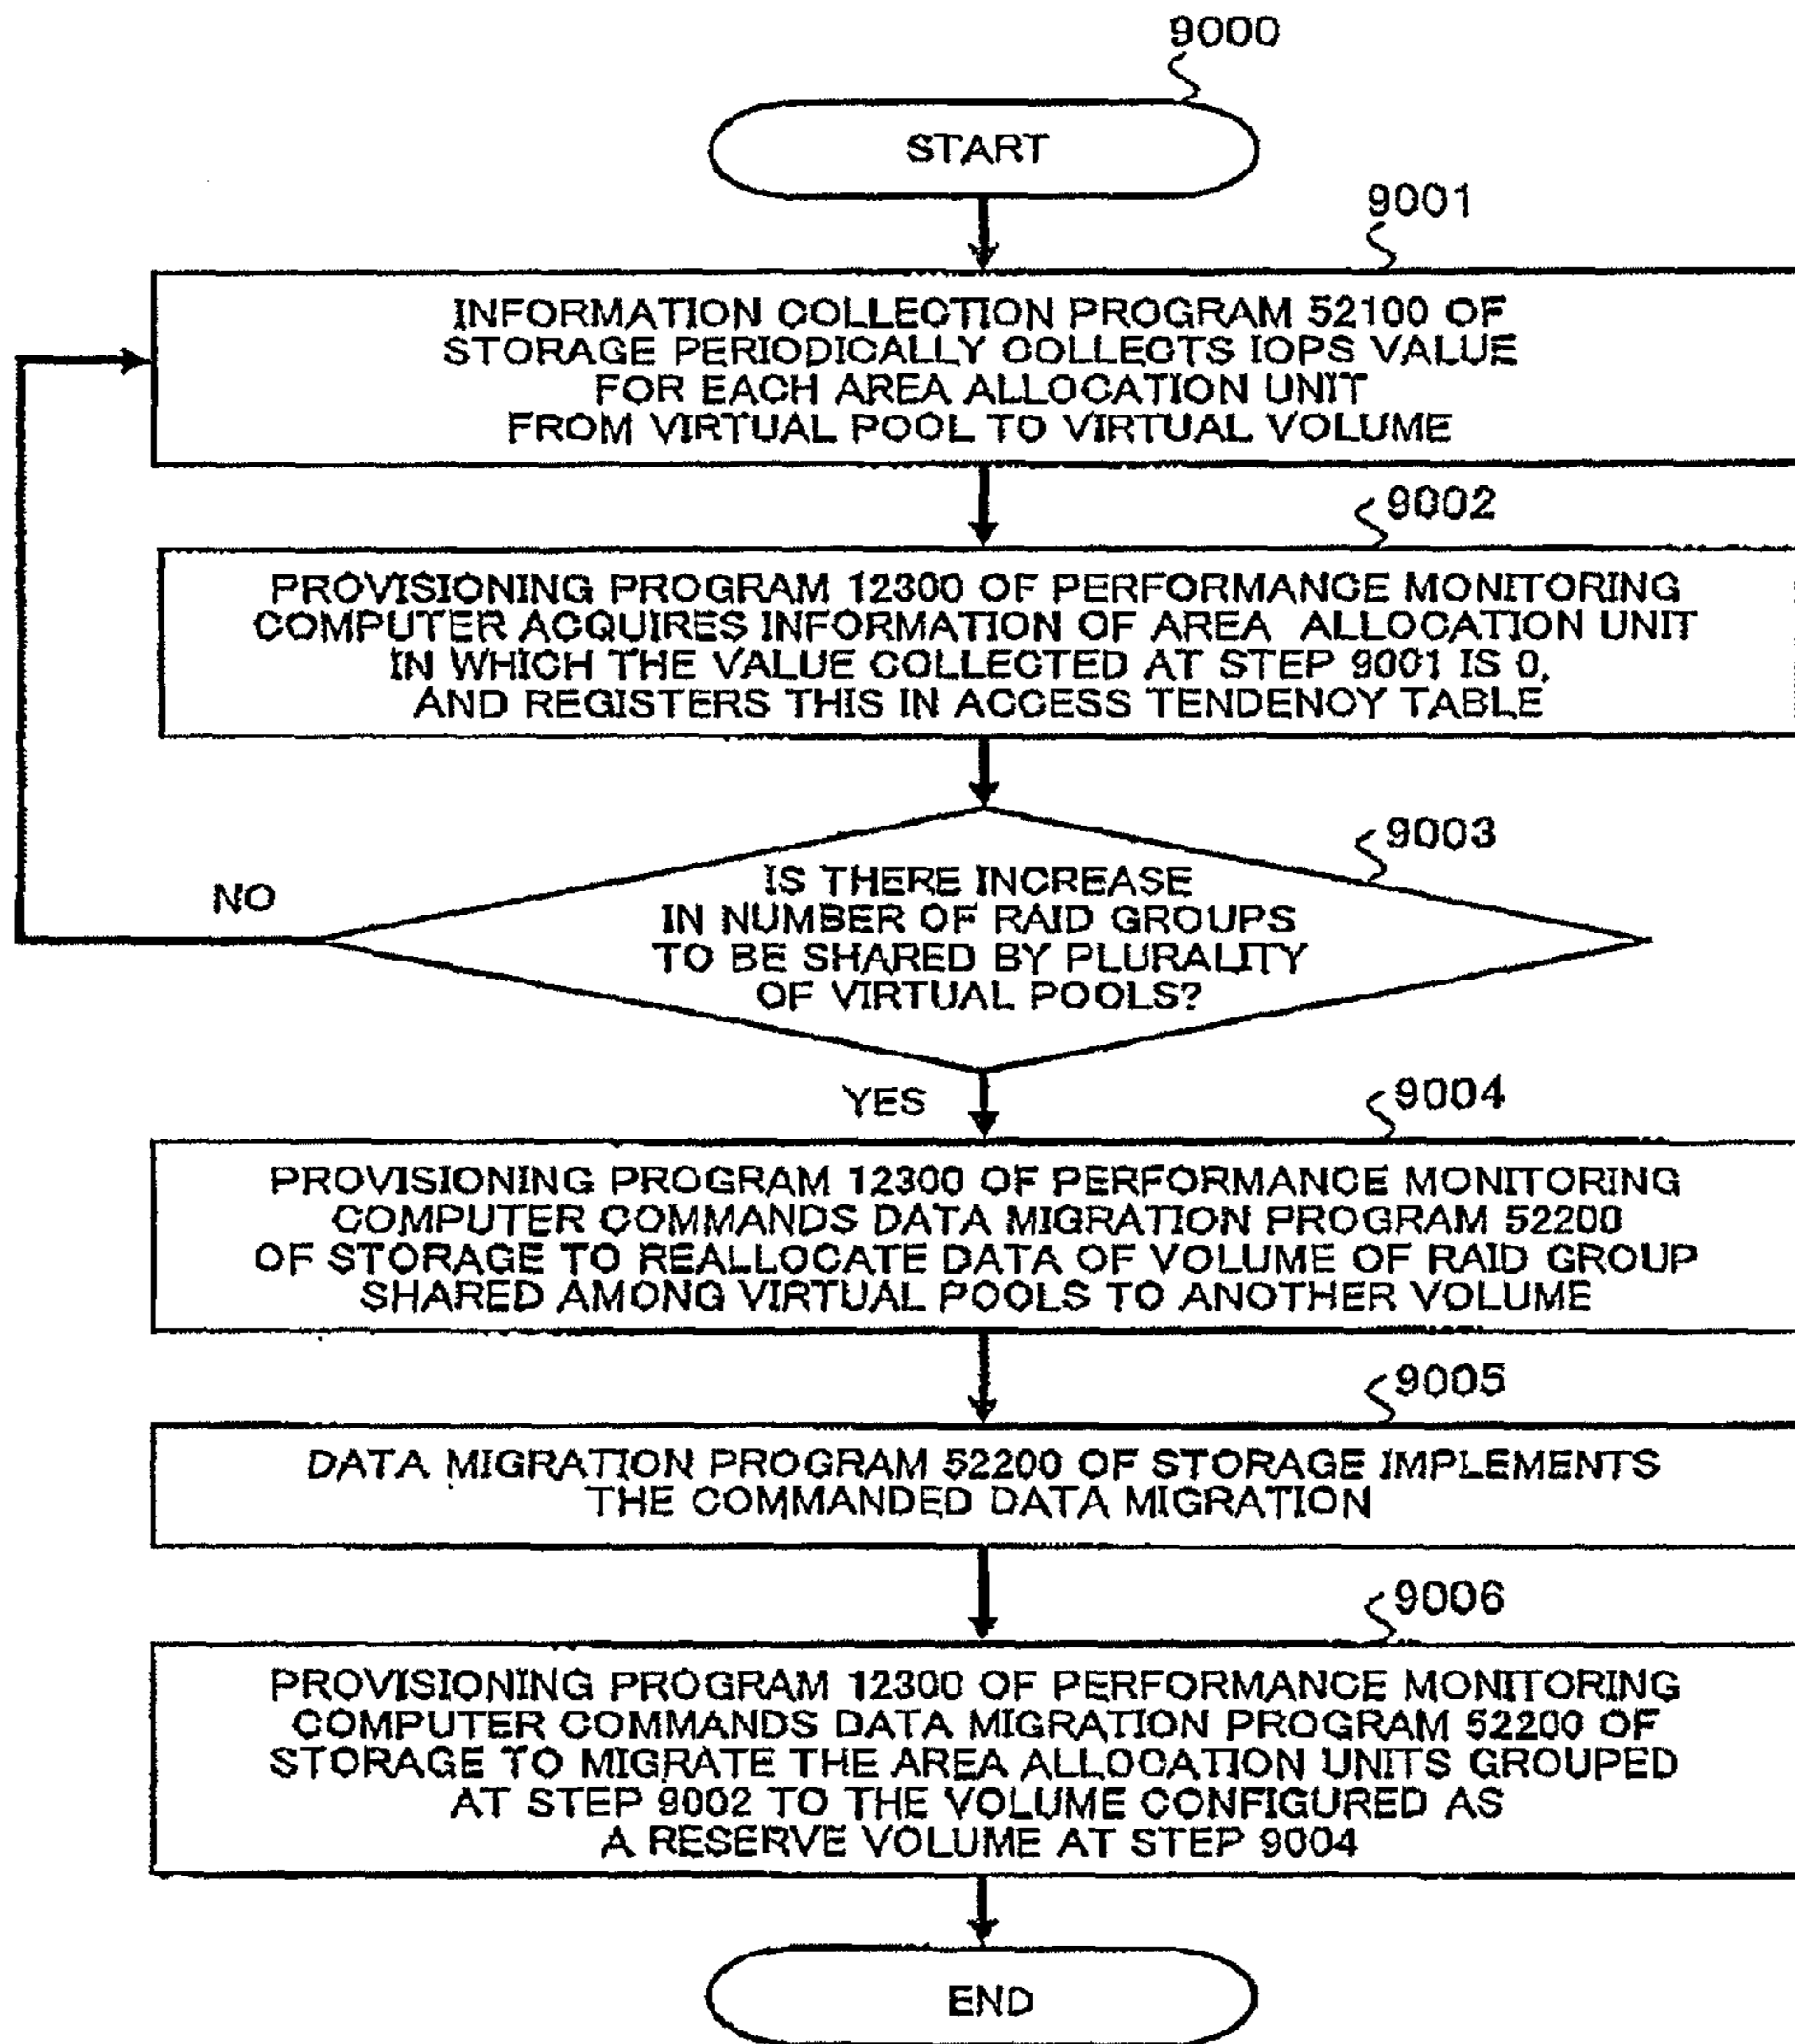 9000
START
9001
INFORMATION COLLECTION PROGRAM 52100 OF
STORAGE PERIODICALLY COLLECTS IOPS VALUE
FOR EACH AREA ALLOCATION UNIT
FROM VIRTUAL POOL TO VIRTUAL VOLUME
9002
PROVISIONING PROGRAM 12300 OF PERFORMANCE MONITORING
COMPUTER ACQUIRES INFORMATION OF AREA ALLOCATION UNIT
IN WHICH THE VALUE COLLECTED AT STEP 9001 IS 0,
AND REGISTERS THIS IN ACCESS TENDENCY TABLE
9003
IS THERE INCREASE
IN NUMBER OF RAID GROUPS
TO BE SHARED BY PLURALITY
OF VIRTUAL POOLS?
NO
YES
9004
PROVISIONING PROGRAM 12300 OF PERFORMANCE MONITORING
COMPUTER COMMANDS DATA MIGRATION PROGRAM 52200
OF STORAGE TO REALLOCATE DATA OF VOLUME OF RAID GROUP
SHARED AMONG VIRTUAL POOLS TO ANOTHER VOLUME
9005
DATA MIGRATION PROGRAM 52200 OF STORAGE IMPLEMENTS
THE COMMANDED DATA MIGRATION
9006
PROVISIONING PROGRAM 12300 OF PERFORMANCE MONITORING
COMPUTER COMMANDS DATA MIGRATION PROGRAM 52200 OF
STORAGE TO MIGRATE THE AREA ALLOCATION UNITS GROUPED
AT STEP 9002 TO THE VOLUME CONFIGURED AS
A RESERVE VOLUME AT STEP 9004
END